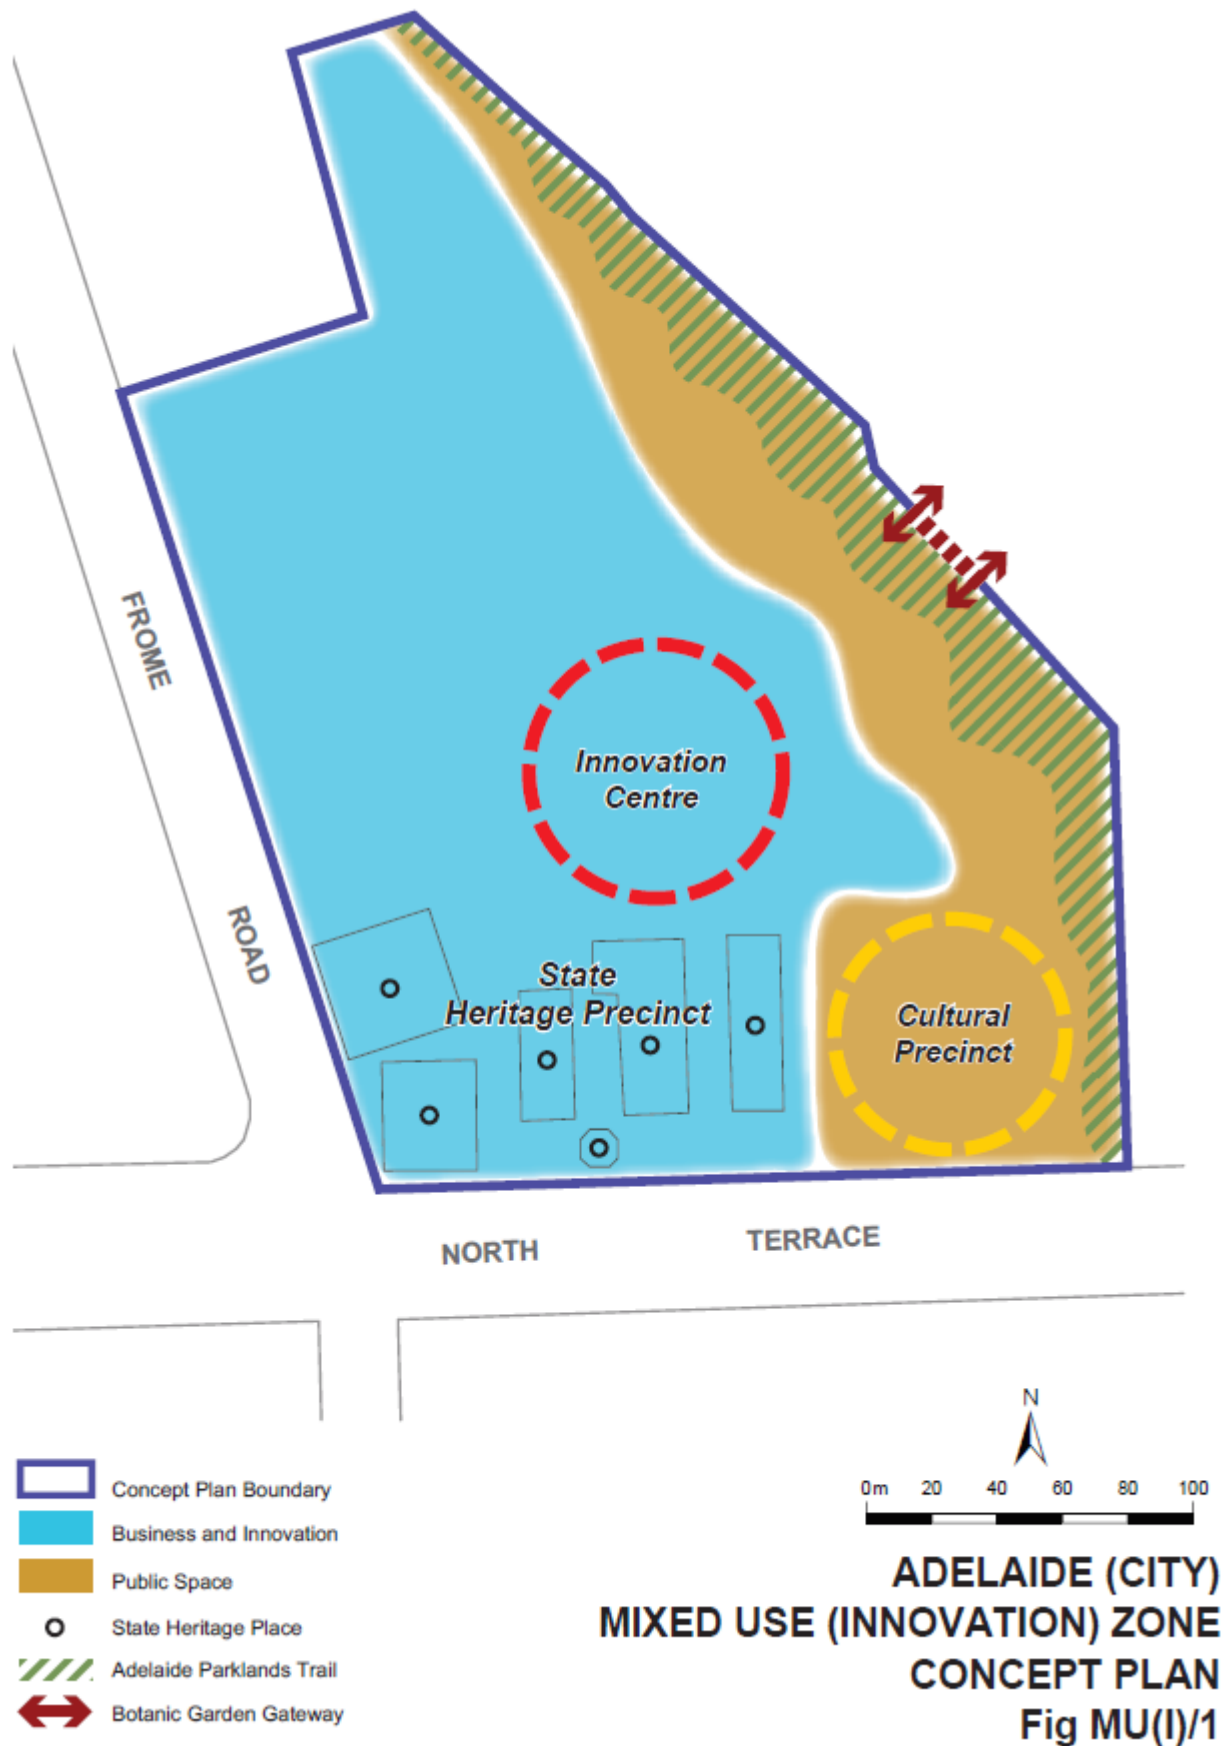 FROME
ROAD
Innovation
Centre
State
Heritage Precinct
Cultural
Precinct
NORTH TERRACE
N
0m 20 40 60 80 100
Concept Plan Boundary
Business and Innovation
Public Space
State Heritage Place
Adelaide Parklands Trail
Botanic Garden Gateway
ADELAIDE (CITY)
MIXED USE (INNOVATION) ZONE
CONCEPT PLAN
Fig MU(I)/1